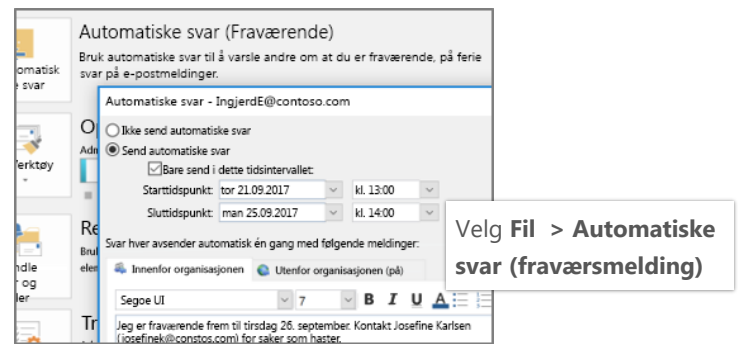 Automatiske svar (Fraværende)
Bruk automatiske svar til å varsle andre om at du er fraværende, på ferie
svar på e-postmeldinger.
svar
Automatiske svar - IngjerdE@contoso.com
Ikke send automatiske svar
Send automatiske svar
Bare send i dette tidsintervallet:
Starttidspunkt: tor 21.09.2017 kl. 13:00
Sluttidspunkt: man 25.09.2017 kl. 14:00
Svar hver avsender automatisk én gang med følgende meldinger:
Innenfor organisasjonen Utenfor organisasjonen (på)
Segoe UI 7 B I U A
Jeg er fraværende frem til tirsdag 26. september. Kontakt Josefine Karlsen
(josefinek@constos.com) for saker som haster.
og
Velg Fil > Automatiske
svar (fraværsmelding)